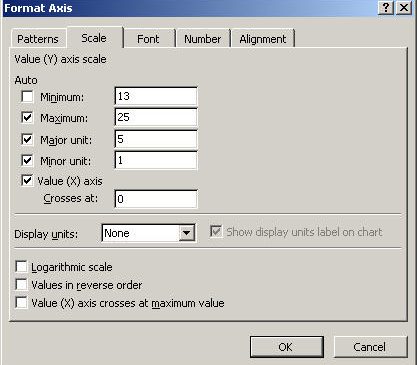 Format Axis
Patterns Scale Font Number Alignment
Value (Y) axis scale
Auto
Minimum: 13
Maximum: 25
Major unit: 5
Minor unit: 1
Value (X) axis
Crosses at: 0
Display units: None Show display units label on chart
Logarithmic scale
Values in reverse order
Value (X) axis crosses at maximum value
OK Cancel